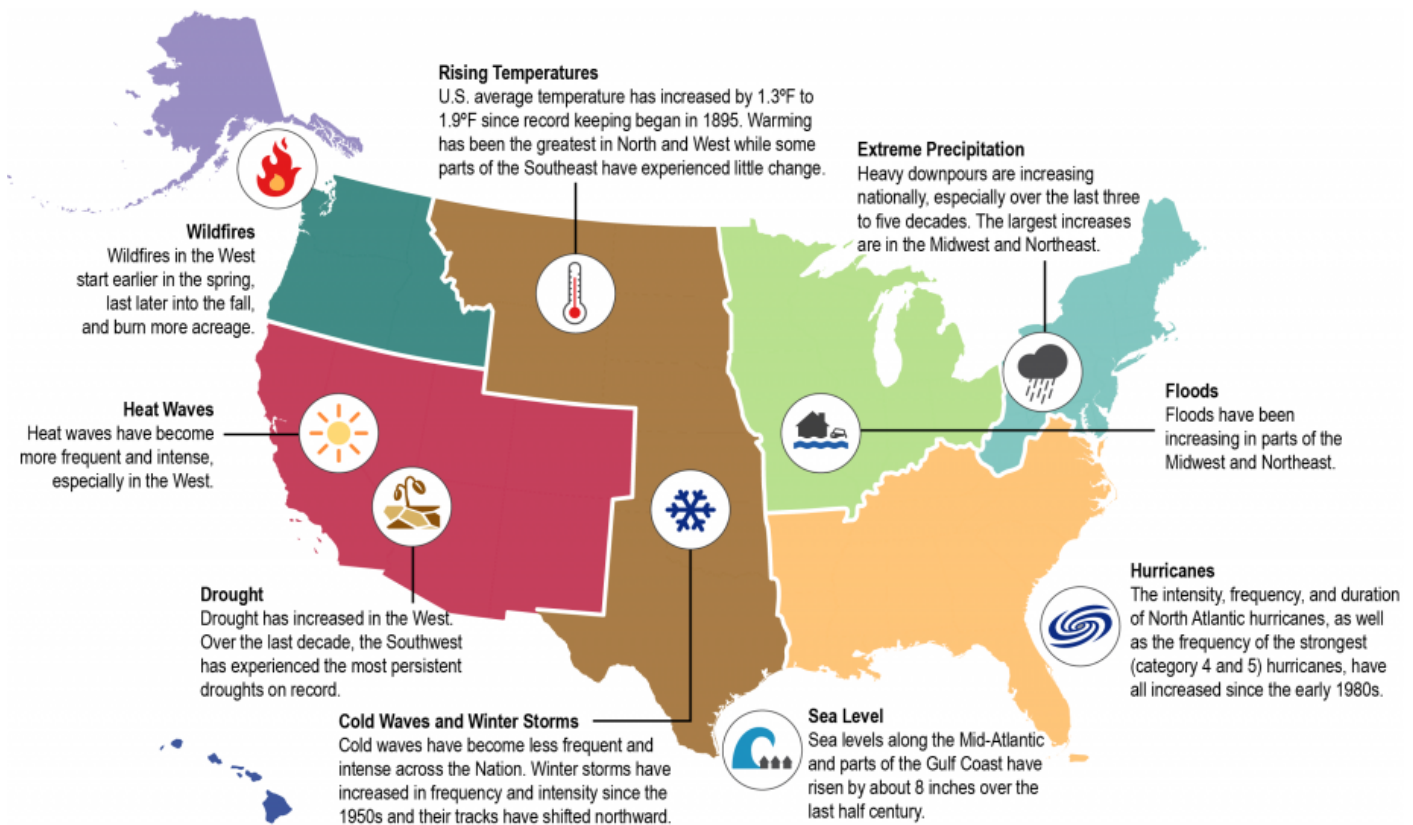 Rising Temperatures
U.S. average temperature has increased by 1.3ºF to
1.9ºF since record keeping began in 1895. Warming
has been the greatest in North and West while some
parts of the Southeast have experienced little change.
Extreme Precipitation
Heavy downpours are increasing
nationally, especially over the last three
to five decades. The largest increases
are in the Midwest and Northeast.
Wildfires
Wildfires in the West
start earlier in the spring,
last later into the fall,
and burn more acreage.
Heat Waves
Heat waves have become
more frequent and intense,
especially in the West.
Floods
Floods have been
increasing in parts of the
Midwest and Northeast.
Drought
Drought has increased in the West.
Over the last decade, the Southwest
has experienced the most persistent
droughts on record.
Hurricanes
The intensity, frequency, and duration
of North Atlantic hurricanes, as well
as the frequency of the strongest
(category 4 and 5) hurricanes, have
all increased since the early 1980s.
Cold Waves and Winter Storms
Cold waves have become less frequent and
intense across the Nation. Winter storms have
increased in frequency and intensity since the
1950s and their tracks have shifted northward.
Sea Level
Sea levels along the Mid-Atlantic
and parts of the Gulf Coast have
risen by about 8 inches over the
last half century.